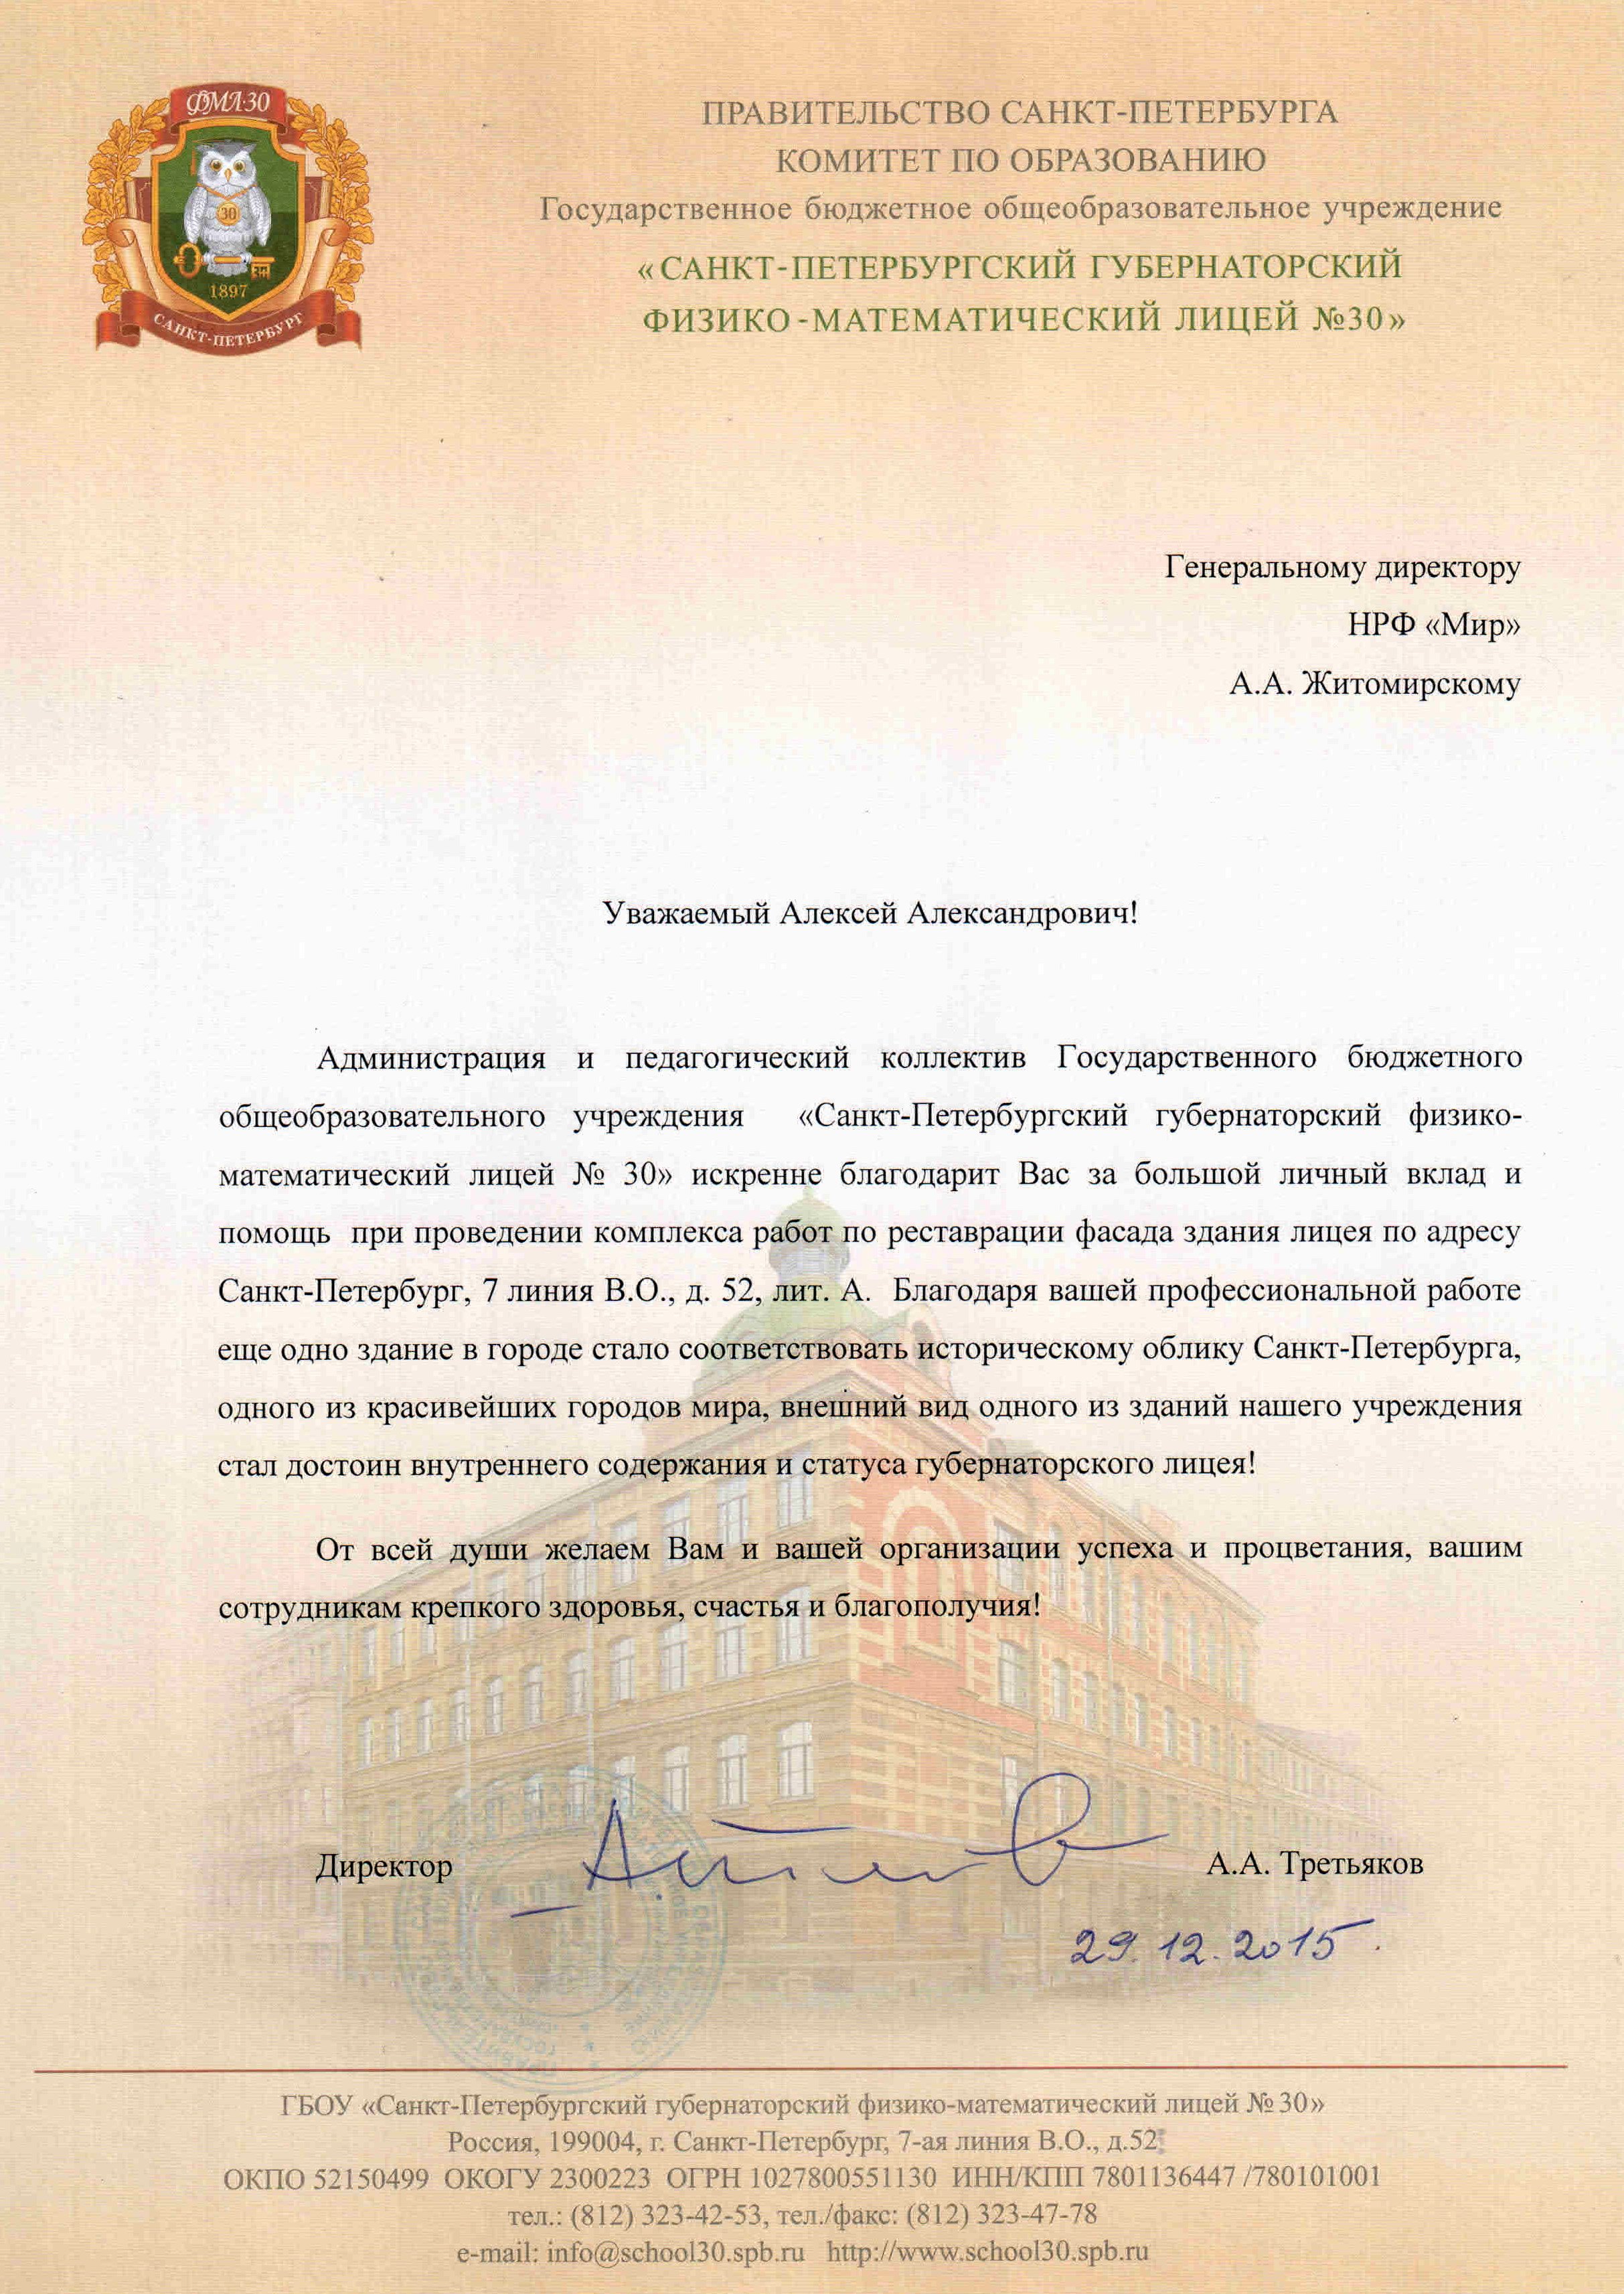 ФМЛ·30
30
1897
САНКТ-ПЕТЕРБУРГ
ПРАВИТЕЛЬСТВО САНКТ-ПЕТЕРБУРГА
КОМИТЕТ ПО ОБРАЗОВАНИЮ
Государственное бюджетное общеобразовательное учреждение
«САНКТ-ПЕТЕРБУРГСКИЙ ГУБЕРНАТОРСКИЙ
ФИЗИКО-МАТЕМАТИЧЕСКИЙ ЛИЦЕЙ №30»
Генеральному директору
НРФ «Мир»
А.А. Житомирскому
Уважаемый Алексей Александрович!
Администрация и педагогический коллектив Государственного бюджетного
общеобразовательного учреждения «Санкт-Петербургский губернаторский физико-
математический лицей № 30» искренне благодарит Вас за большой личный вклад и
помощь при проведении комплекса работ по реставрации фасада здания лицея по адресу
Санкт-Петербург, 7 линия В.О., д. 52, лит. А. Благодаря вашей профессиональной работе
еще одно здание в городе стало соответствовать историческому облику Санкт-Петербурга,
одного из красивейших городов мира, внешний вид одного из зданий нашего учреждения
стал достоин внутреннего содержания и статуса губернаторского лицея!
От всей души желаем Вам и вашей организации успеха и процветания, вашим
сотрудникам крепкого здоровья, счастья и благополучия!
Директор А.А. Третьяков
29.12.2015.
ГБОУ «Санкт-Петербургский губернаторский физико-математический лицей № 30»
Россия, 199004, г. Санкт-Петербург, 7-ая линия В.О., д.52
ОКПО 52150499 ОКОГУ 2300223 ОГРН 1027800551130 ИНН/КПП 7801136447 /780101001
тел.: (812) 323-42-53, тел./факс: (812) 323-47-78
e-mail: info@school30.spb.ru http://www.school30.spb.ru